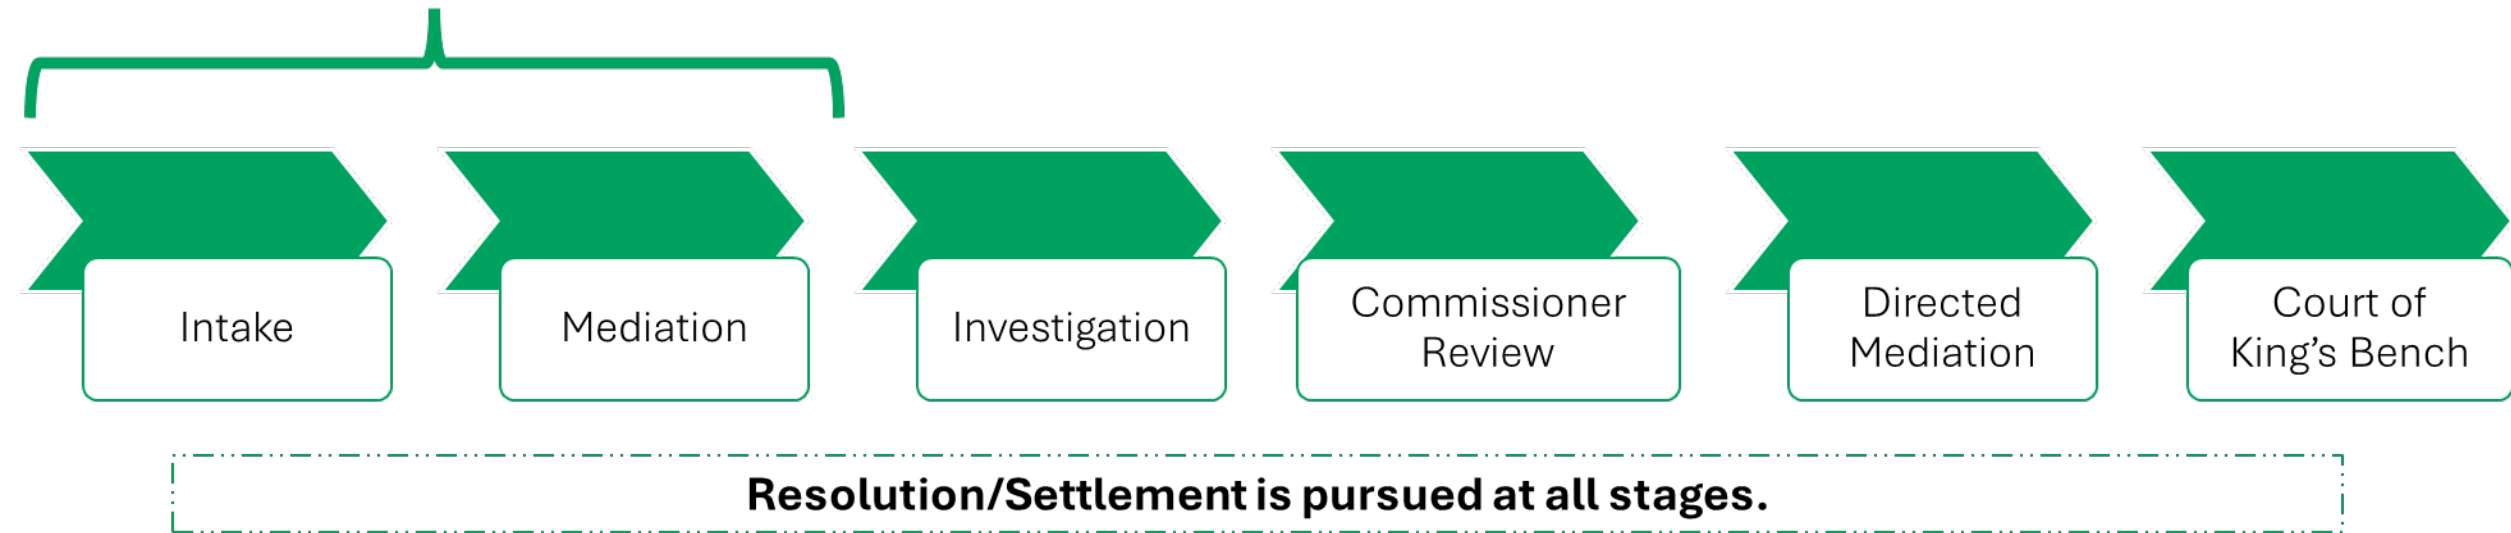 Intake
Mediation
Investigation
Commissioner
Review
Directed
Mediation
Court of
King’s Bench
Resolution/Settlement is pursued at all stages.